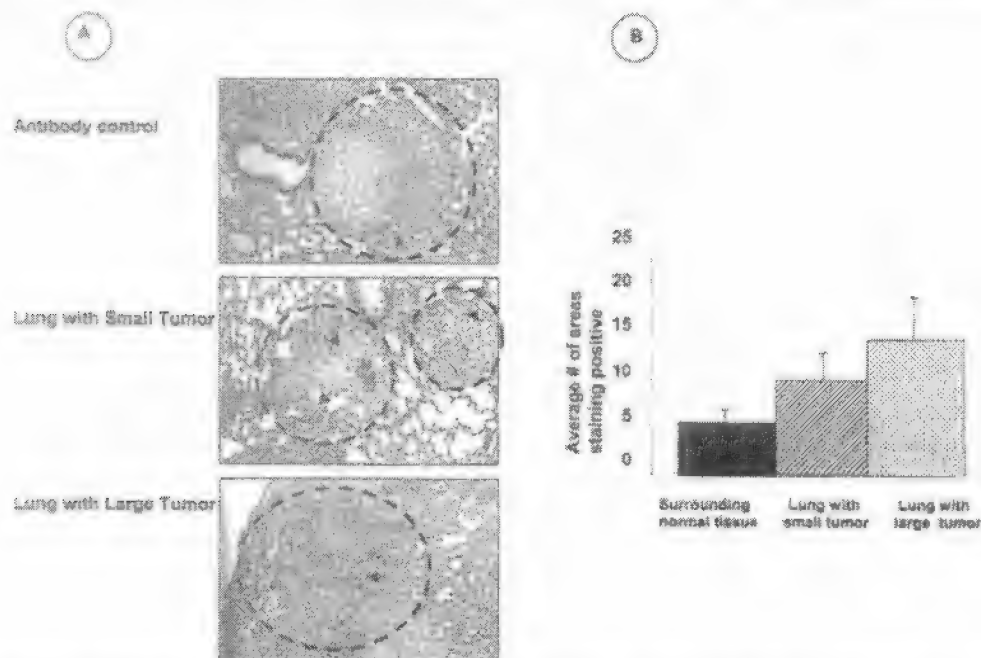 A
B
Antibody control
Lung with Small Tumor
Lung with Large Tumor
Average # of areas
staining positive
25
20
15
10
5
0
Surrounding
normal tissue
Lung with
small tumor
Lung with
large tumor